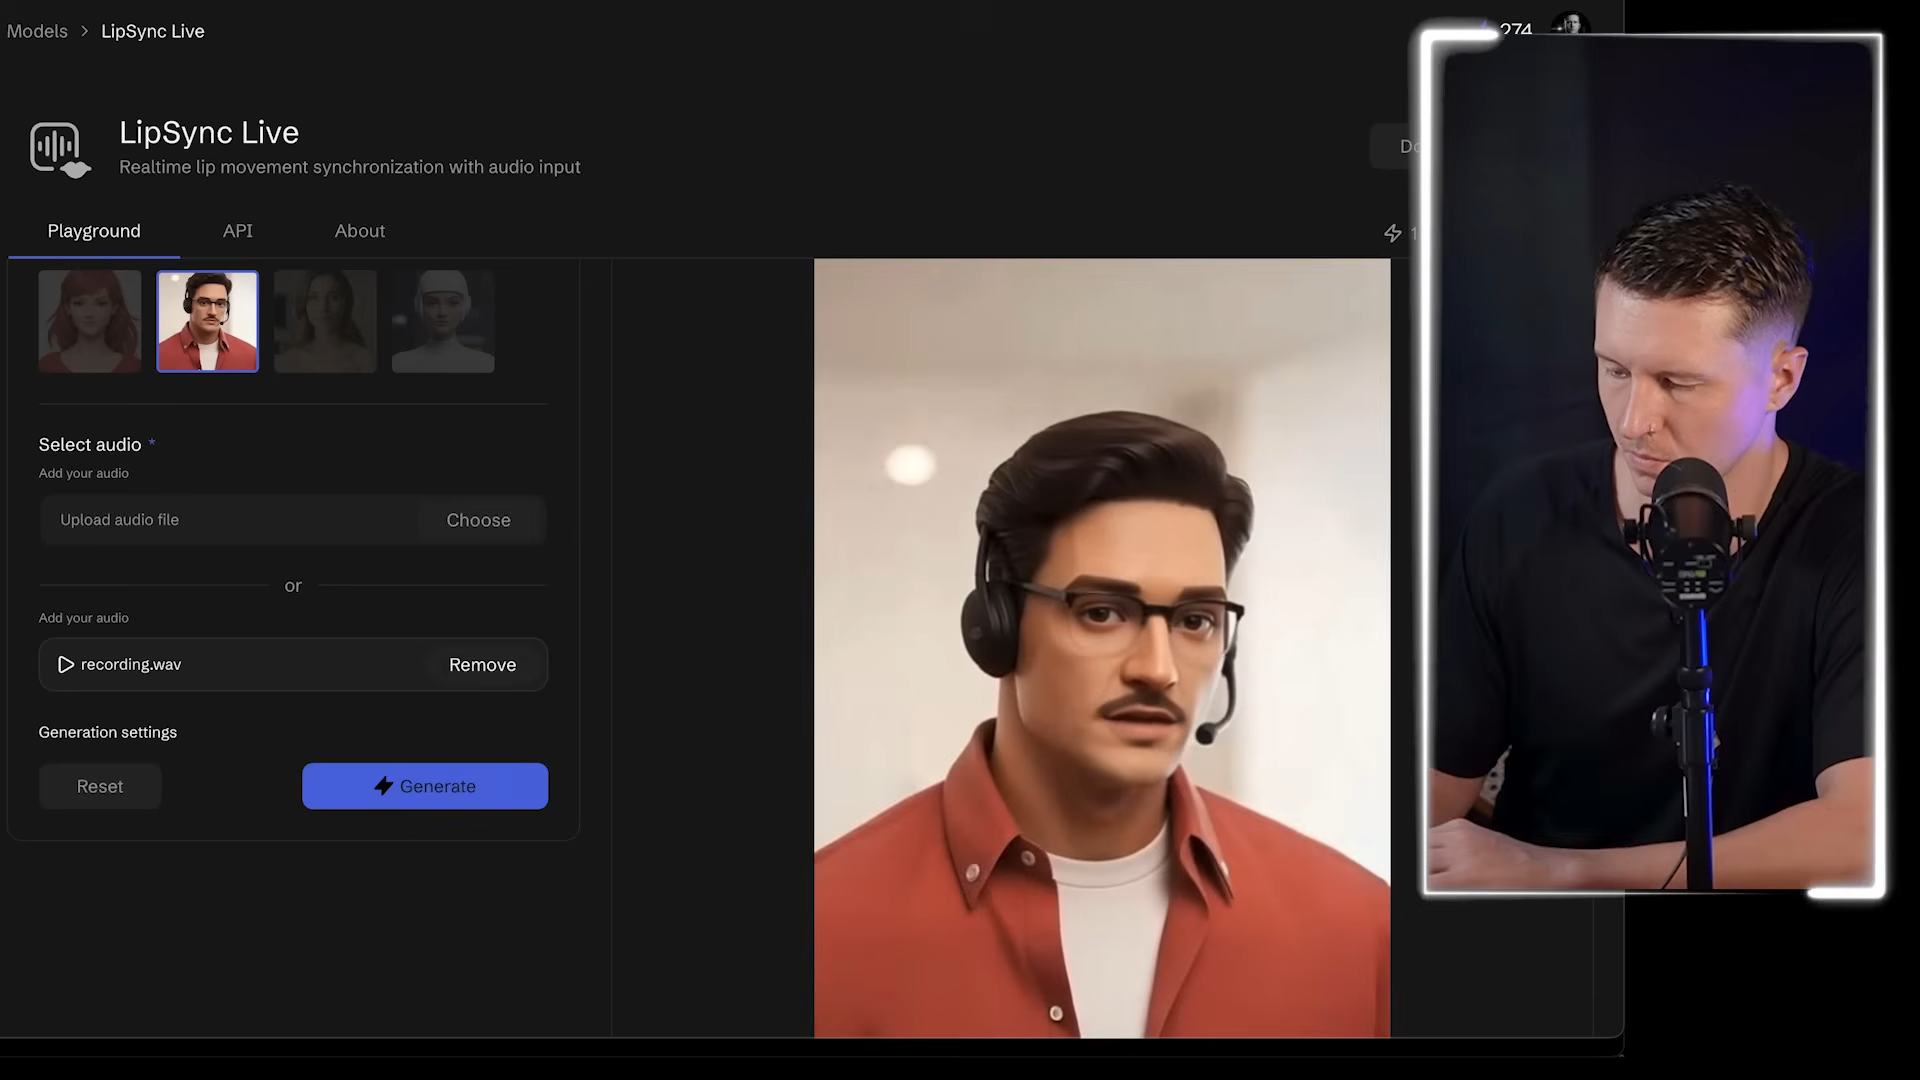 Models > LipSync Live
274
LipSync Live
Realtime lip movement synchronization with audio input
Playground
API
About
Select audio *
Add your audio
Upload audio file
Choose
or
Add your audio
recording.wav
Remove
Generation settings
Reset
Generate